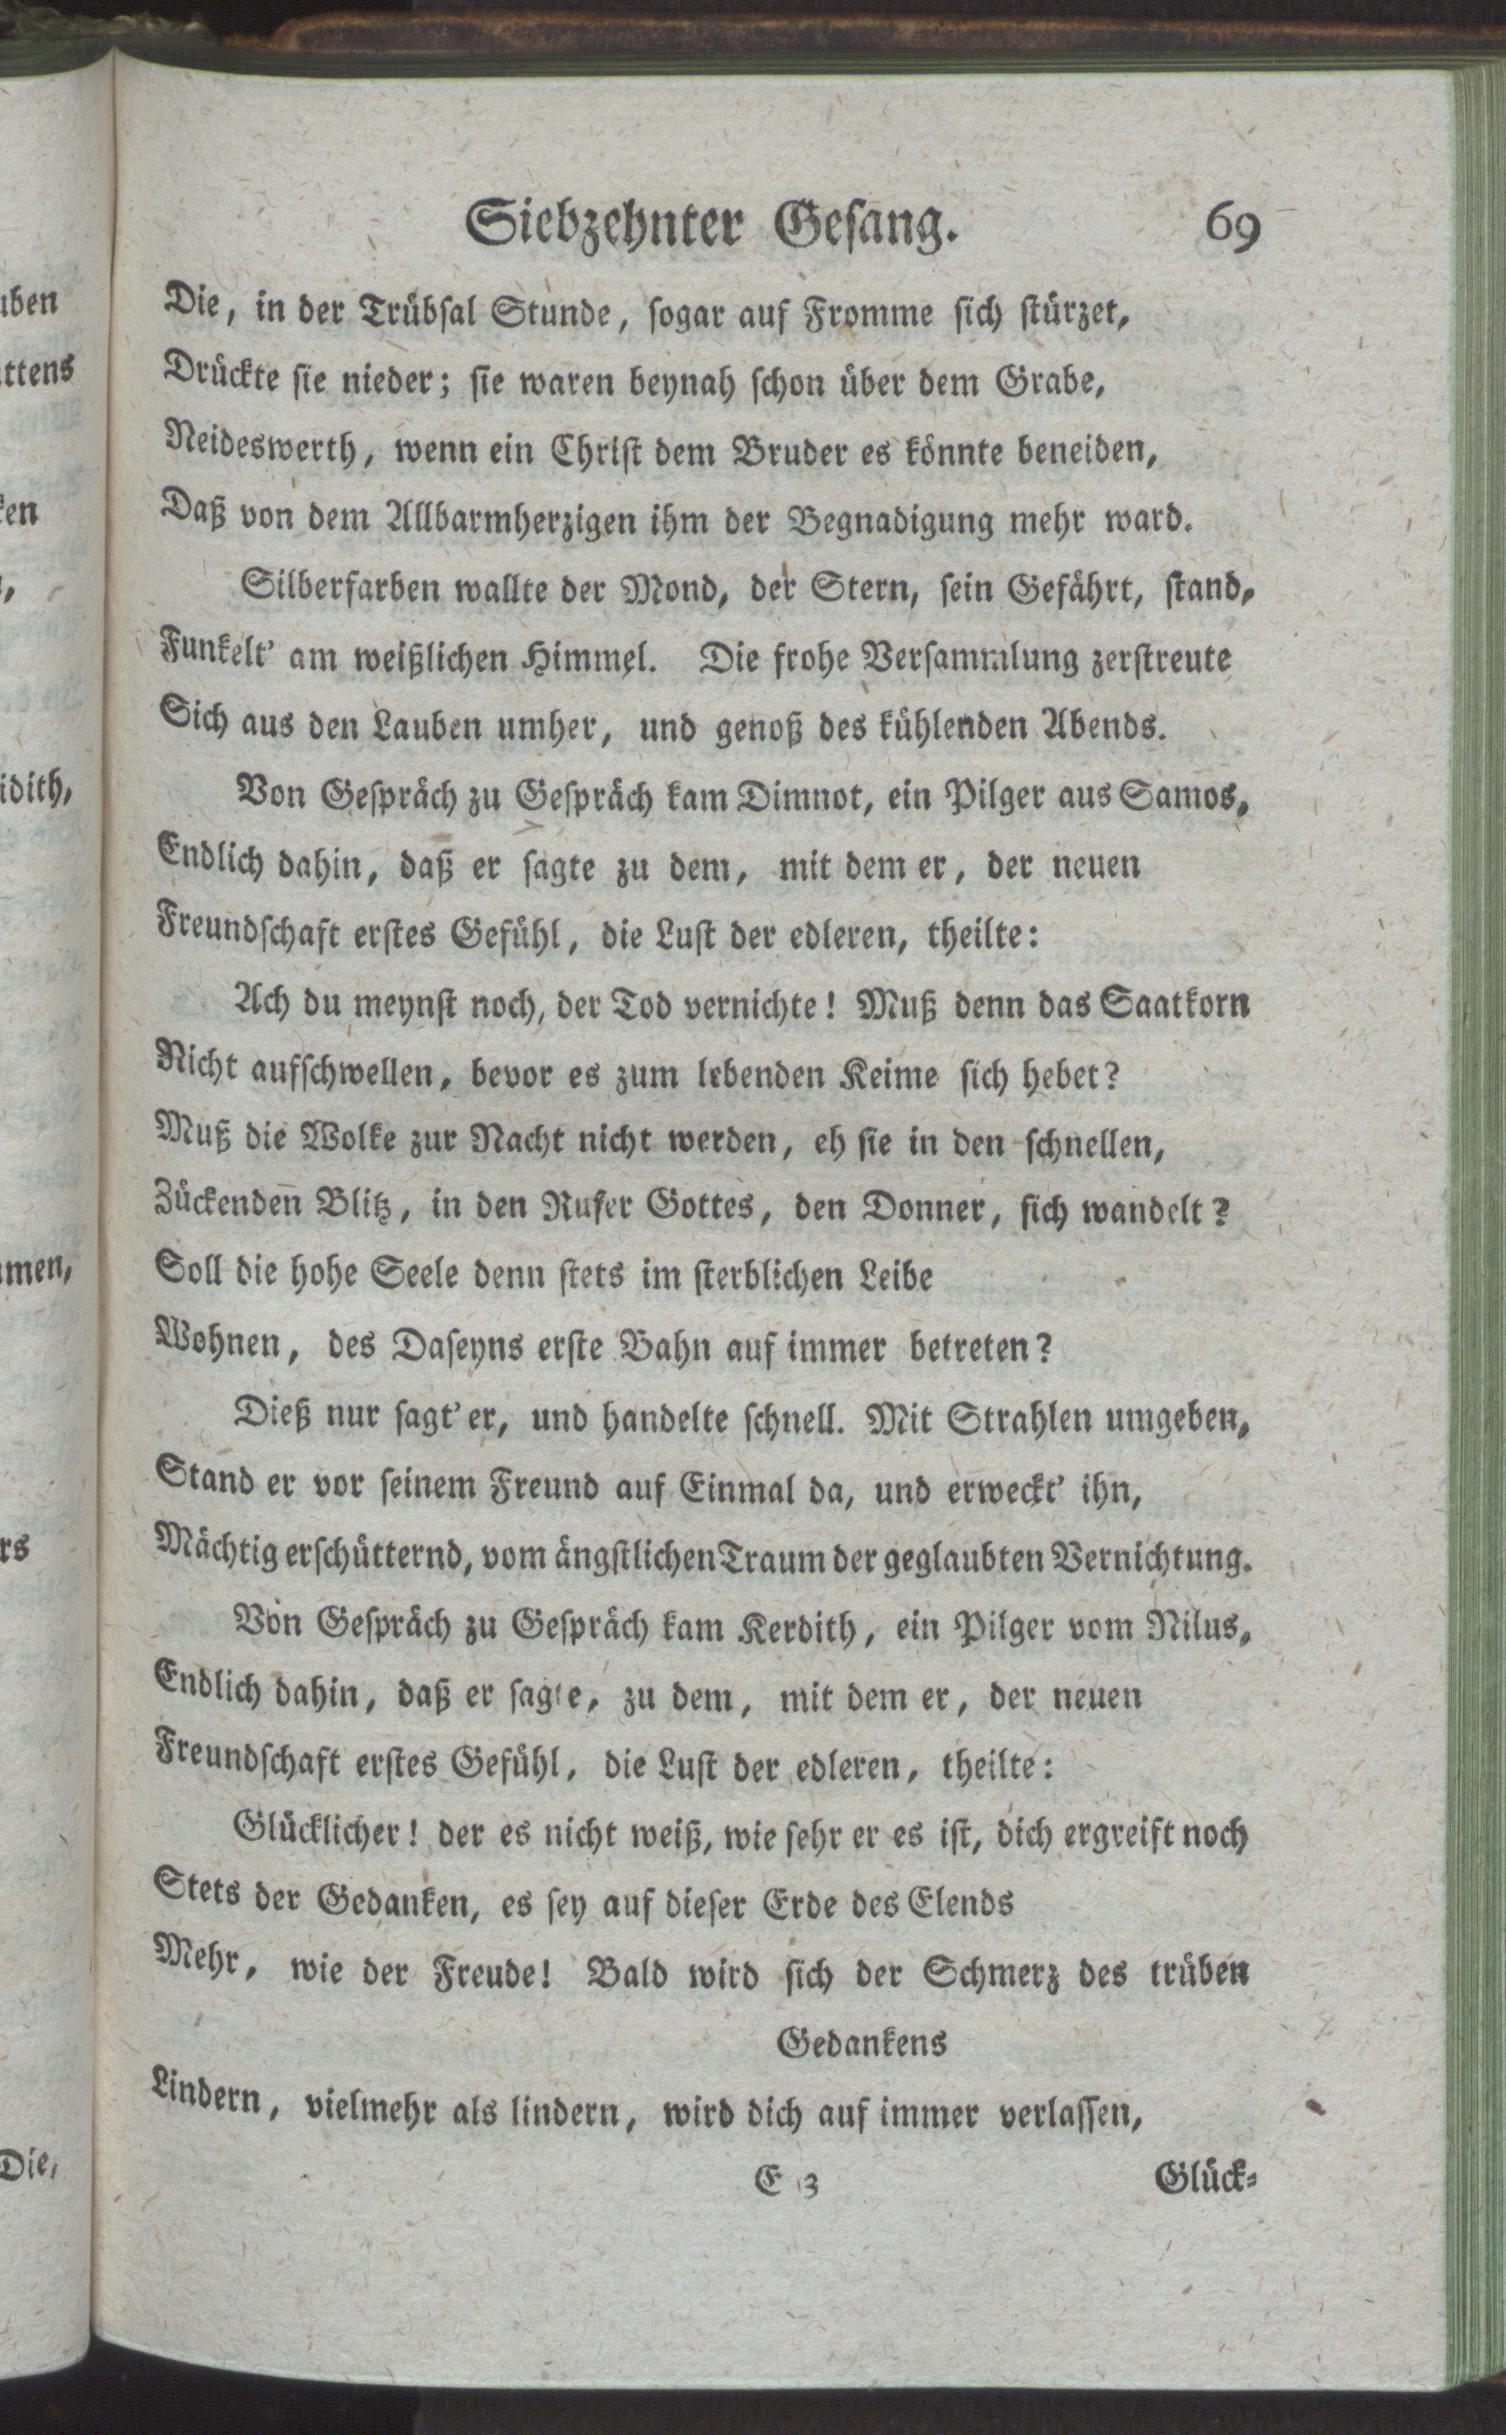 Siebzehnter Gesang. 69
Die, in der Trübsal Stunde, sogar auf Fromme sich stürzet,
Drückte sie nieder; sie waren beynah schon über dem Grabe,
Neideswerth, wenn ein Christ dem Bruder es könnte beneiden,
Daß von dem Allbarmherzigen ihm der Begnadigung mehr ward.
Silberfarben wallte der Mond, der Stern, sein Gefährt, stand,
Funkelt' am weißlichen Himmel. Die frohe Versammlung zerstreute
Sich aus den Lauben umher, und genoß des kühlenden Abends.
Von Gespräch zu Gespräch kam Dimnot, ein Pilger aus Samos,
Endlich dahin, daß er sagte zu dem, mit dem er, der neuen
Freundschaft erstes Gefühl, die Lust der edleren, theilte:
Ach du meynst noch, der Tod vernichte! Muß denn das Saatkorn
Nicht aufschwellen, bevor es zum lebenden Keime sich hebet?
Muß die Wolke zur Nacht nicht werden, eh sie in den schnellen,
Zückenden Blitz, in den Rufer Gottes, den Donner, sich wandelt?
Soll die hohe Seele denn stets im sterblichen Leibe
Wohnen, des Daseyns erste Bahn auf immer betreten?
Dieß nur sagt' er, und handelte schnell. Mit Strahlen umgeben,
Stand er vor seinem Freund auf Einmal da, und erweckt' ihn,
Mächtig erschütternd, vom ängstlichen Traum der geglaubten Vernichtung.
Von Gespräch zu Gespräch kam Kerdith, ein Pilger vom Nilus,
Endlich dahin, daß er sagte, zu dem, mit dem er, der neuen
Freundschaft erstes Gefühl, die Lust der edleren, theilte:
Glücklicher! der es nicht weiß, wie sehr er es ist, dich ergreift noch
Stets der Gedanken, es sey auf dieser Erde des Elends
Mehr, wie der Freude! Bald wird sich der Schmerz des trüben
Gedankens
Lindern, vielmehr als lindern, wird dich auf immer verlassen,
E 3 Glück-